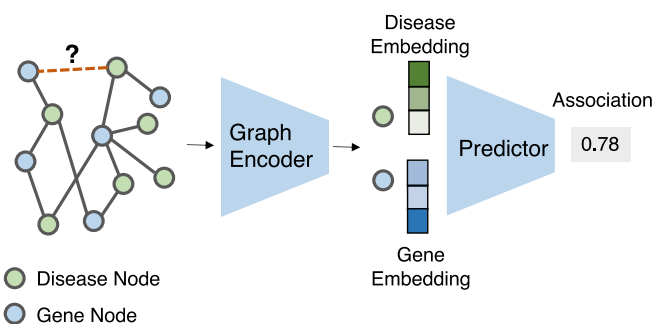 ?
Disease
Embedding
Graph
Encoder
Predictor
Association
0.78
Gene
Embedding
Disease Node
Gene Node